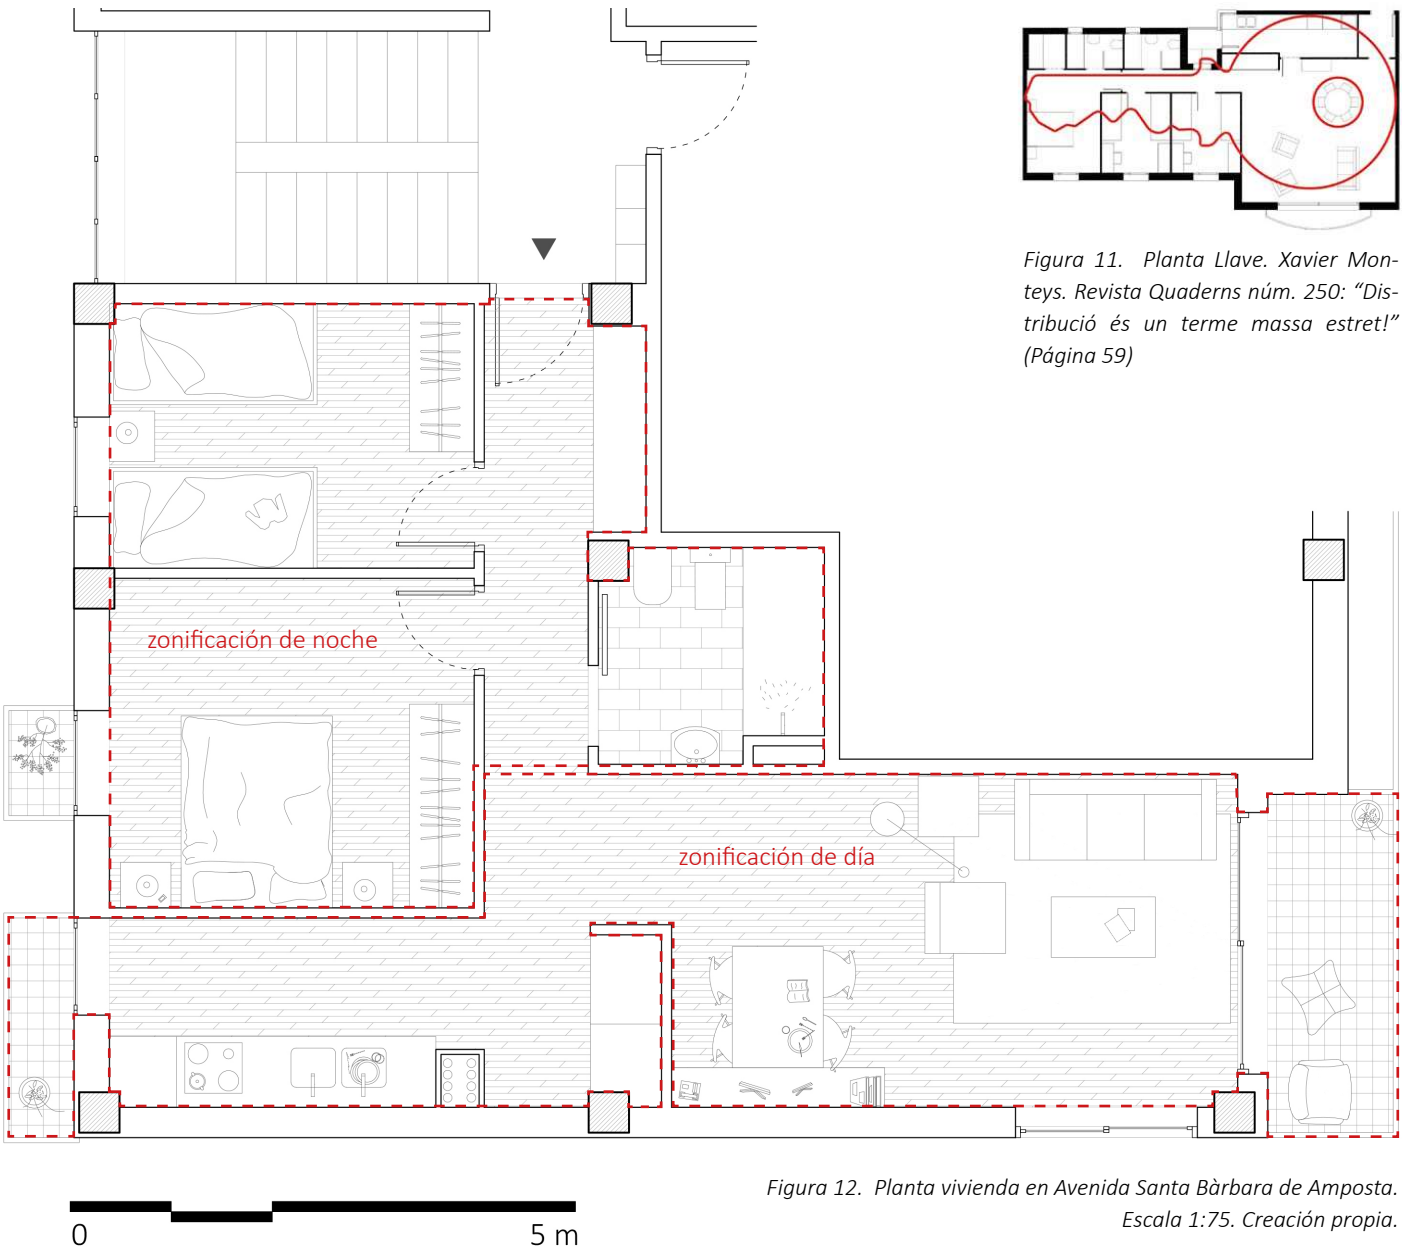 Figura 11. Planta Llave. Xavier Mon-
teys. Revista Quaderns núm. 250: “Dis-
tribució és un terme massa estret!”
(Página 59)
zonificación de noche
zonificación de día
Figura 12. Planta vivienda en Avenida Santa Bàrbara de Amposta.
Escala 1:75. Creación propia.
0 5 m